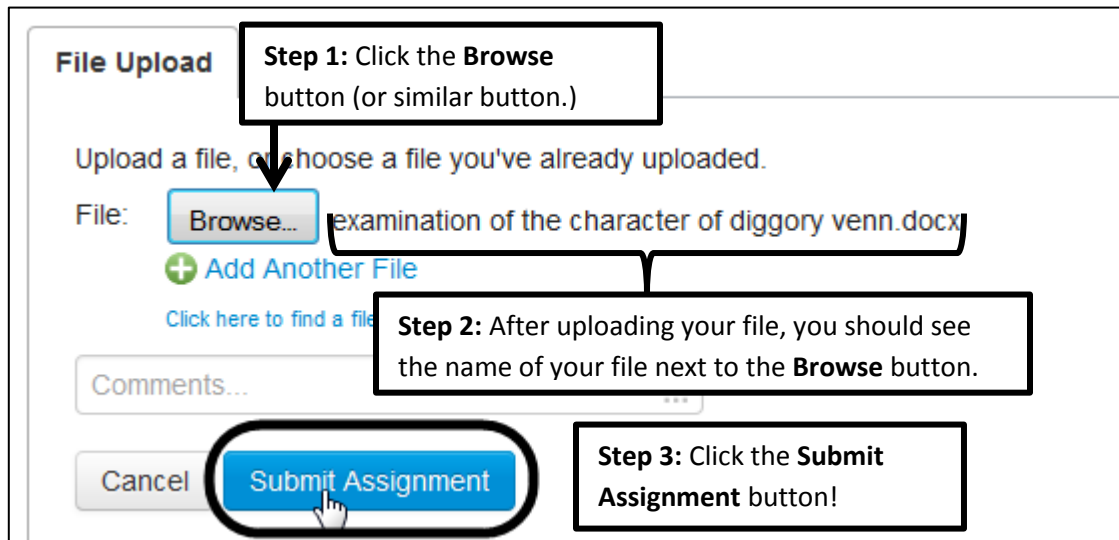 File Upload
Step 1: Click the Browse
button (or similar button.)
Upload a file, or choose a file you've already uploaded.
File:
Browse...
examination of the character of diggory venn.docx
Add Another File
Click here to find a file
Step 2: After uploading your file, you should see
the name of your file next to the Browse button.
Comments...
Cancel
Submit Assignment
Step 3: Click the Submit
Assignment button!